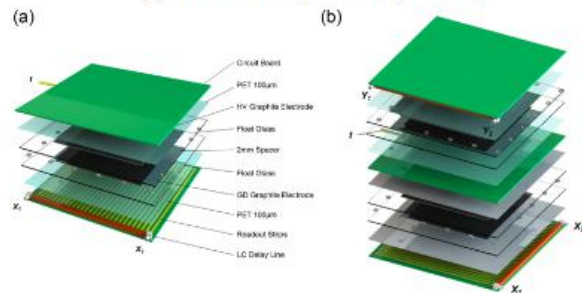 (a)
(b)
t
Circuit Board
PET 100μm
HV Graphite Electrode
Float Glass
2mm Spacer
Float Glass
GD Graphite Electrode
PET 100μm
Readout Strips
LC Delay Line
t